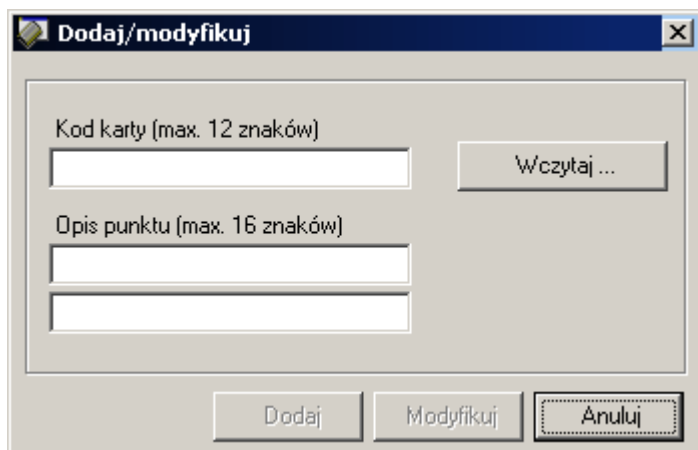 Dodaj/modyfikuj
Kod karty (max. 12 znaków)
Wczytaj ...
Opis punktu (max. 16 znaków)
Dodaj Modyfikuj Anuluj